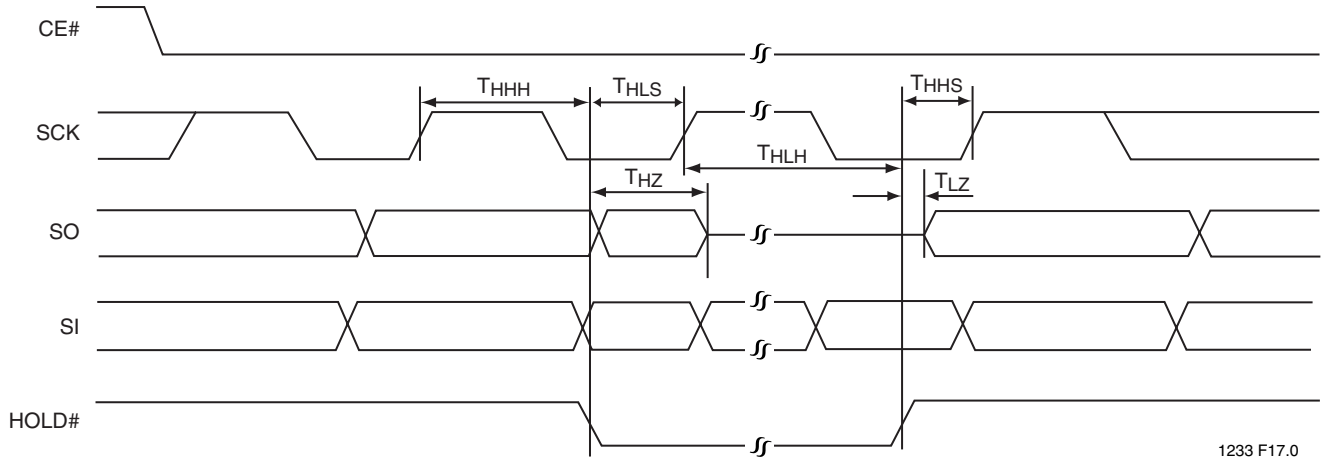 CE#
THHH
THLS
THHS
SCK
THLH
THZ
TLZ
SO
SI
HOLD#
1233 F17.0